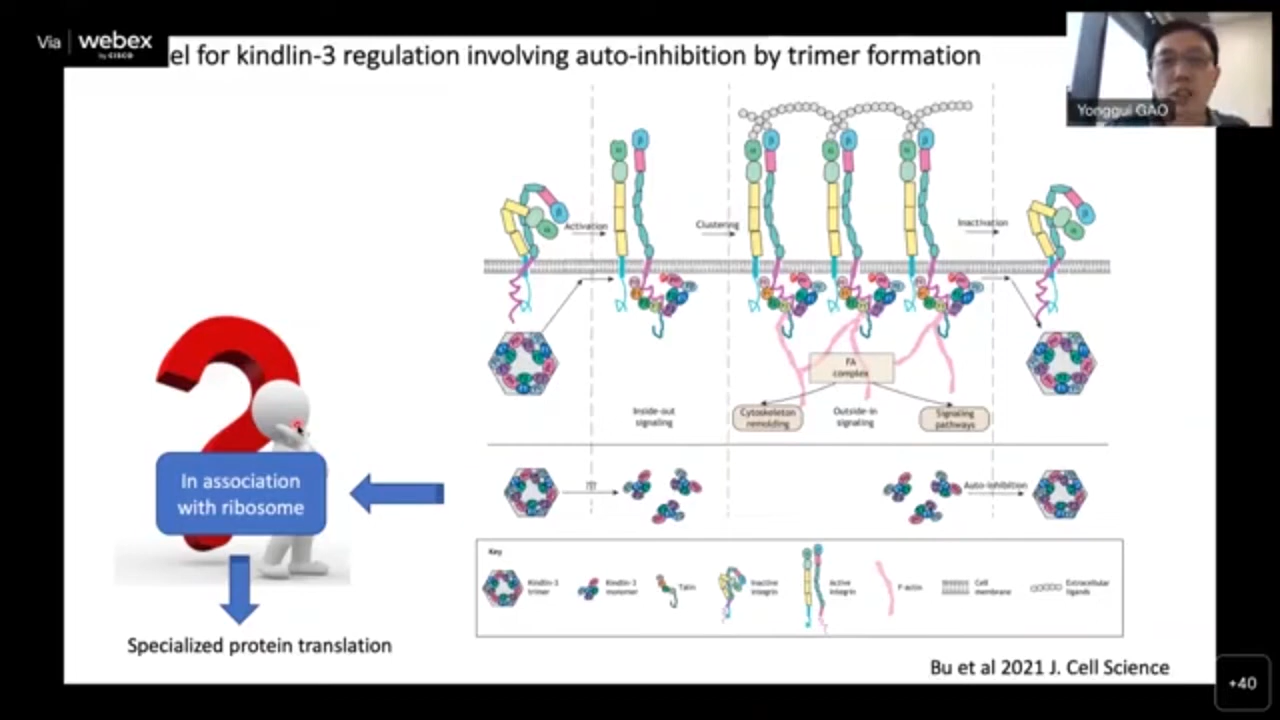 Via webex
by CISCO
el for kindlin-3 regulation involving auto-inhibition by trimer formation
Yonggui GAO
Activation
Clustering
Inactivation
FA
complex
Cytoskeleton
remolding
Outside-in
signaling
Signaling
pathways
Inside-out
signaling
In association
with ribosome
???
Auto-inhibition
Key
Kindlin-3
trimer
Kindlin-3
monomer
Talin
Inactive
integrin
Active
integrin
F-actin
Cell
membrane
Extracellular
ligands
Specialized protein translation
Bu et al 2021 J. Cell Science
+40